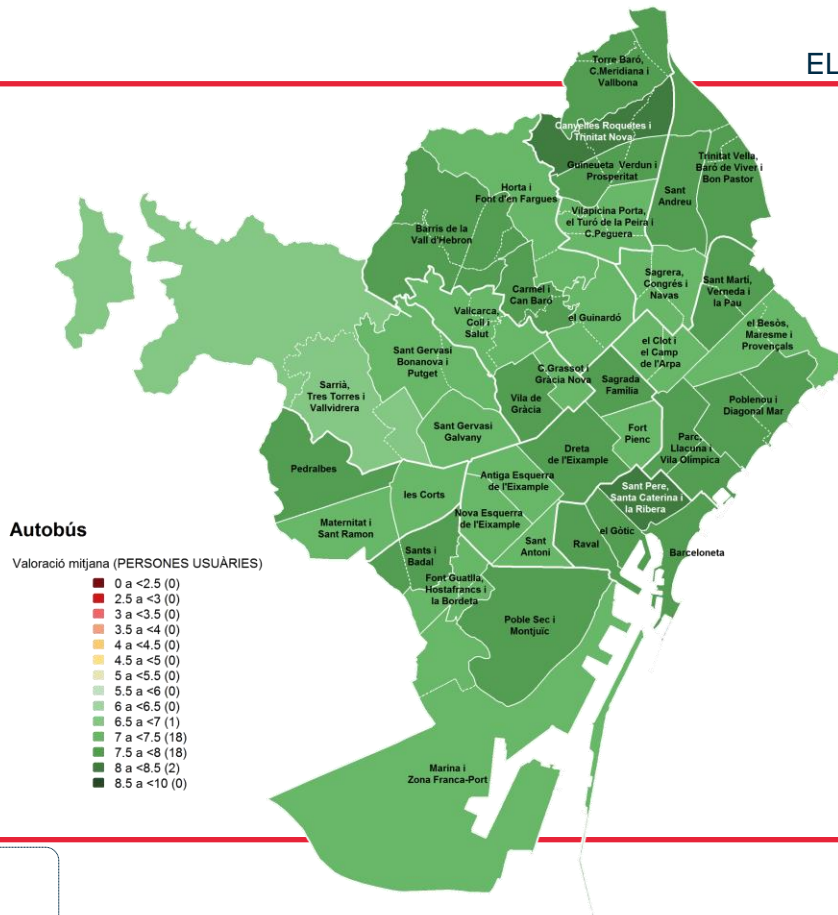 EL
Torre Baró,
C.Meridiana i
Vallbona
Canyelles Roquetes i
Trinitat Nova
Guineueta Verdun i
Prosperitat
Trinitat Vella,
Baró de Viver i
Bon Pastor
Sant
Andreu
Horta i
Font d'en Fargues
Vilapicina Porta,
el Turó de la Peira i
C.Peguera
Barris de la
Vall d'Hebron
Sagrera,
Congrés i
Navas
Sant Martí,
Verneda i
la Pau
Carmel i
Can Baró
Vallcarca,
Coll i
Salut
el Guinardó
el Besòs,
Maresme i
Provençals
el Clot i
el Camp
de l'Arpa
Sant Gervasi
Bonanova i
Putget
C.Grassot i
Gràcia Nova
Sagrada
Família
Sarrià,
Tres Torres i
Vallvidrera
Vila de
Gràcia
Poblenou i
Diagonal Mar
Sant Gervasi
Galvany
Fort
Pienc
Parc,
Llacuna i
Vila Olímpica
Dreta
de l'Eixample
Pedralbes
Antiga Esquerra
de l'Eixample
Sant Pere,
Santa Caterina i
la Ribera
les Corts
Nova Esquerra
de l'Eixample
Maternitat i
Sant Ramon
Sant
Antoni
Raval
el Gòtic
Barceloneta
Sants i
Badal
Font Guatlla,
Hostafrancs i
la Bordeta
Poble Sec i
Montjuïc
Marina i
Zona Franca-Port
Autobús
Valoració mitjana (PERSONES USUÀRIES)
0 a <2.5 (0)
2.5 a <3 (0)
3 a <3.5 (0)
3.5 a <4 (0)
4 a <4.5 (0)
4.5 a <5 (0)
5 a <5.5 (0)
5.5 a <6 (0)
6 a <6.5 (0)
6.5 a <7 (1)
7 a <7.5 (18)
7.5 a <8 (18)
8 a <8.5 (2)
8.5 a <10 (0)